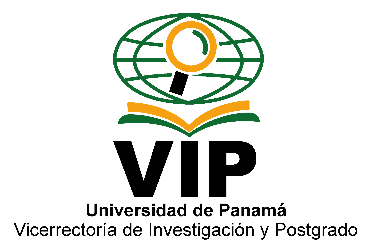 VIP
Universidad de Panamá
Vicerrectoría de Investigación y Postgrado